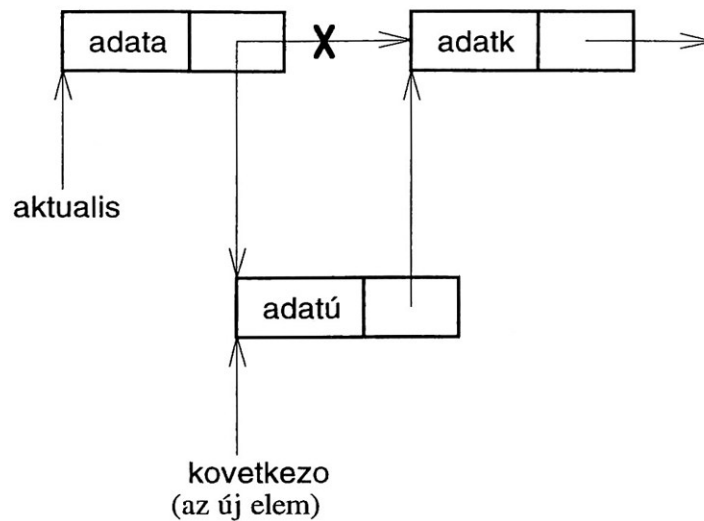 adata
adatk
aktualis
adatú
kovetkezo
(az új elem)